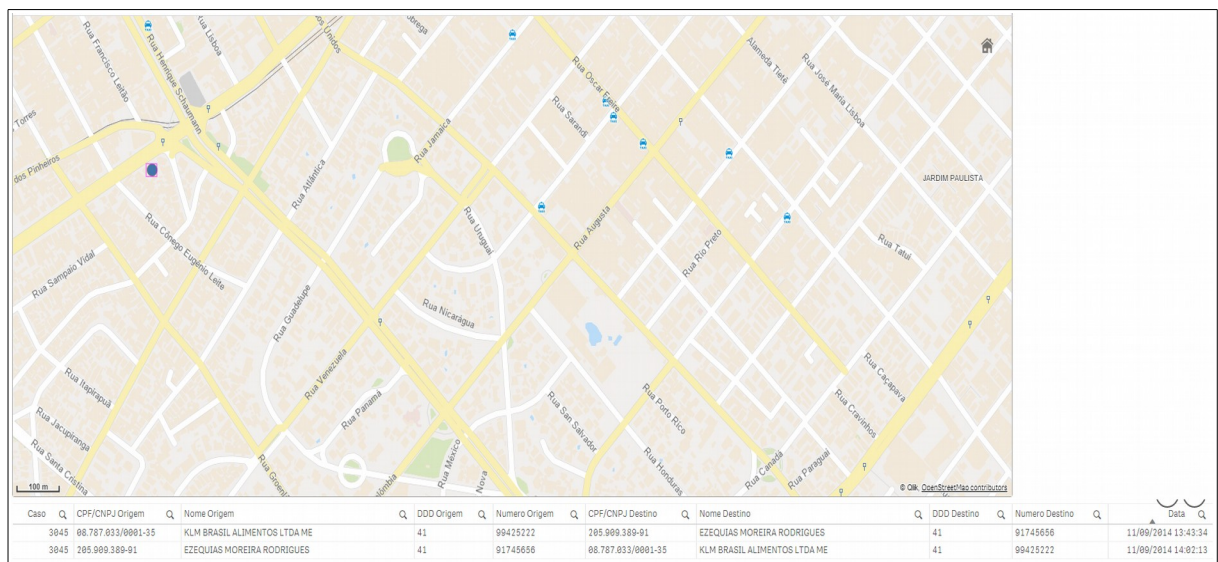 Rua Lisboa
Rua Francisco Leitão
Rua Henrique Schaumann
Unidos
Torres
dos Pinheiros
Rua Jamaica
Rua Atlântica
Rua Oscar Freire
Rua Sarandi
Alameda Tietê
Rua José Maria Lisboa
JARDIM PAULISTA
Rua Cônego Eugênio Leite
Rua Sampaio Vidal
Rua Uruguai
Rua Augusta
Rua Rio Preto
Rua Tatuí
Rua Guadelupe
Rua Nicarágua
Rua Venezuela
Rua Itapirapuã
Rua Panamá
Rua Jacupiranga
Rua Santa Cristina
Rua México
Nova
Rua San Salvador
Rua Porto Rico
Rua Honduras
Rua Canadá
Rua Paraguai
Rua Cravinhos
Rua Caçapava
100 m
© Qlik, OpenStreetMap contributors
Caso CPF/CNPJ Origem Nome Origem DDD Origem Numero Origem CPF/CNPJ Destino Nome Destino DDD Destino Numero Destino Data
3045 08.787.033/0001-35 KLM BRASIL ALIMENTOS LTDA ME 41 99425222 205.909.389-91 EZEQUIAS MOREIRA RODRIGUES 41 91745656 11/09/2014 13:43:34
3045 205.909.389-91 EZEQUIAS MOREIRA RODRIGUES 41 91745656 08.787.033/0001-35 KLM BRASIL ALIMENTOS LTDA ME 41 99425222 11/09/2014 14:02:13